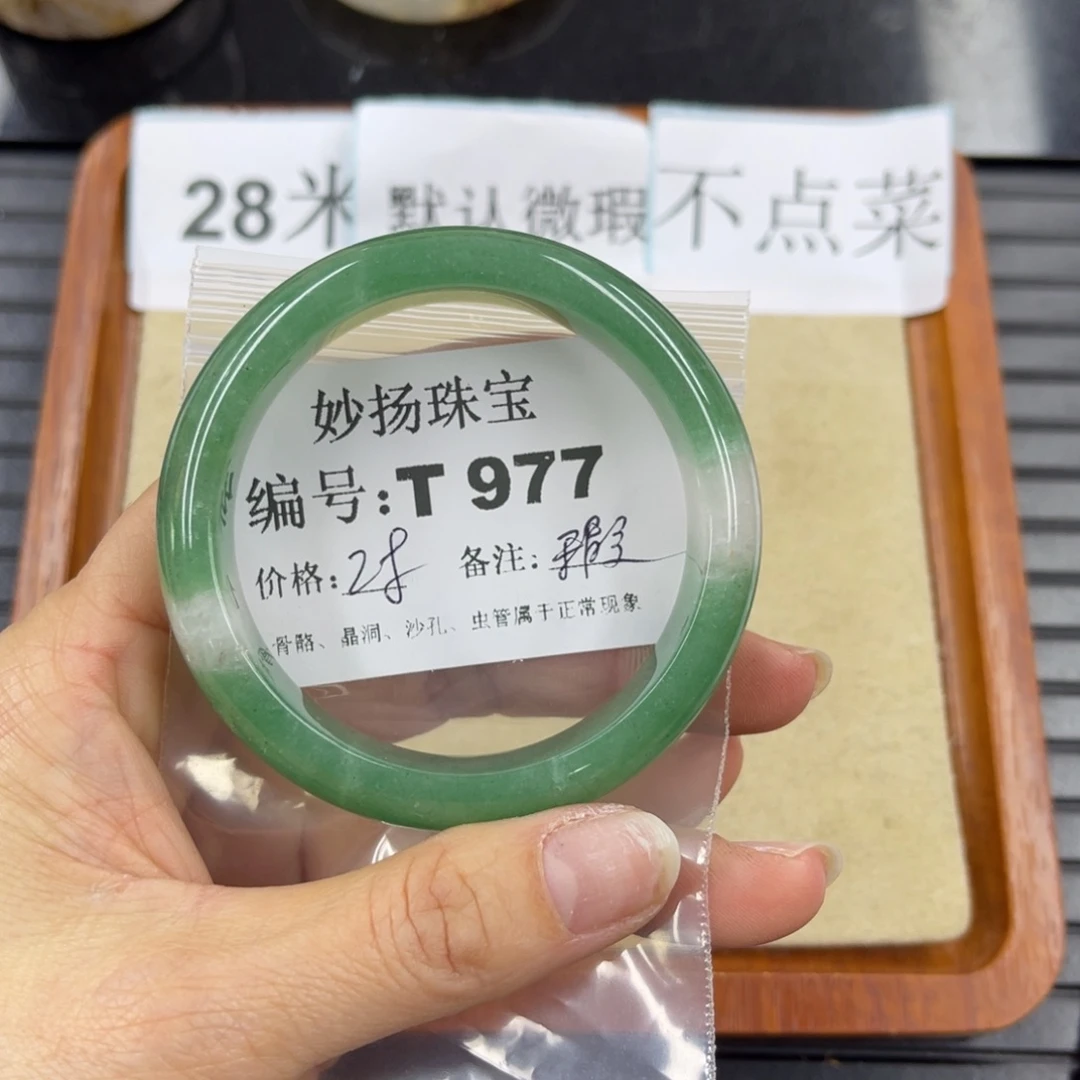 28米
默认微瑕
不点菜
妙扬珠宝
编号:T 977
价格:28 备注:瑕
骨骼、晶洞、沙孔、虫管属于正常现象